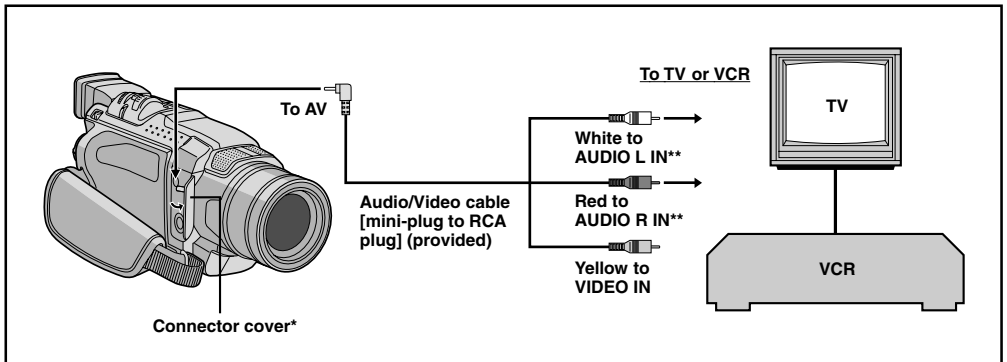 To TV or VCR
TV
To AV
White to
AUDIO L IN**
Audio/Video cable
[mini-plug to RCA
plug] (provided)
Red to
AUDIO R IN**
Yellow to
VIDEO IN
VCR
Connector cover*